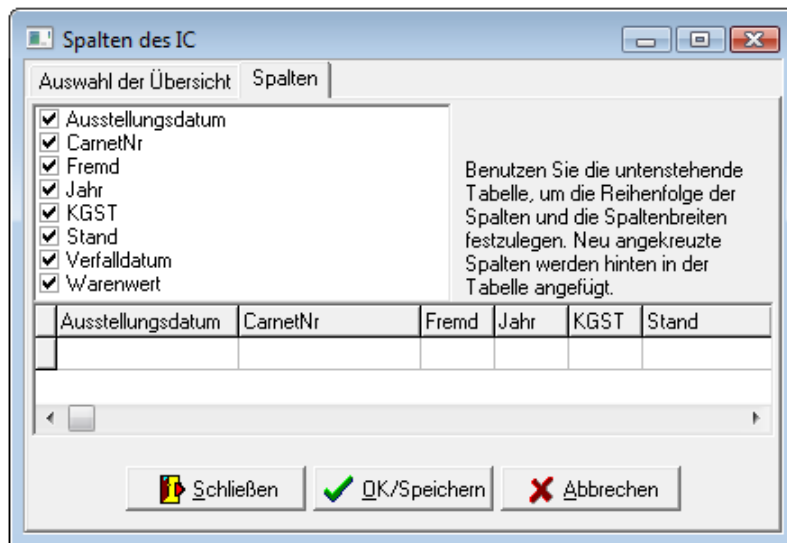 Spalten des IC
Auswahl der Übersicht Spalten
Ausstellungsdatum
CarnetNr
Fremd
Jahr
KGST
Stand
Verfalldatum
Warenwert
Benutzen Sie die untenstehende
Tabelle, um die Reihenfolge der
Spalten und die Spaltenbreiten
festzulegen. Neu angekreuzte
Spalten werden hinten in der
Tabelle angefügt.
Ausstellungsdatum CarnetNr Fremd Jahr KGST Stand
Schließen OK/Speichern Abbrechen